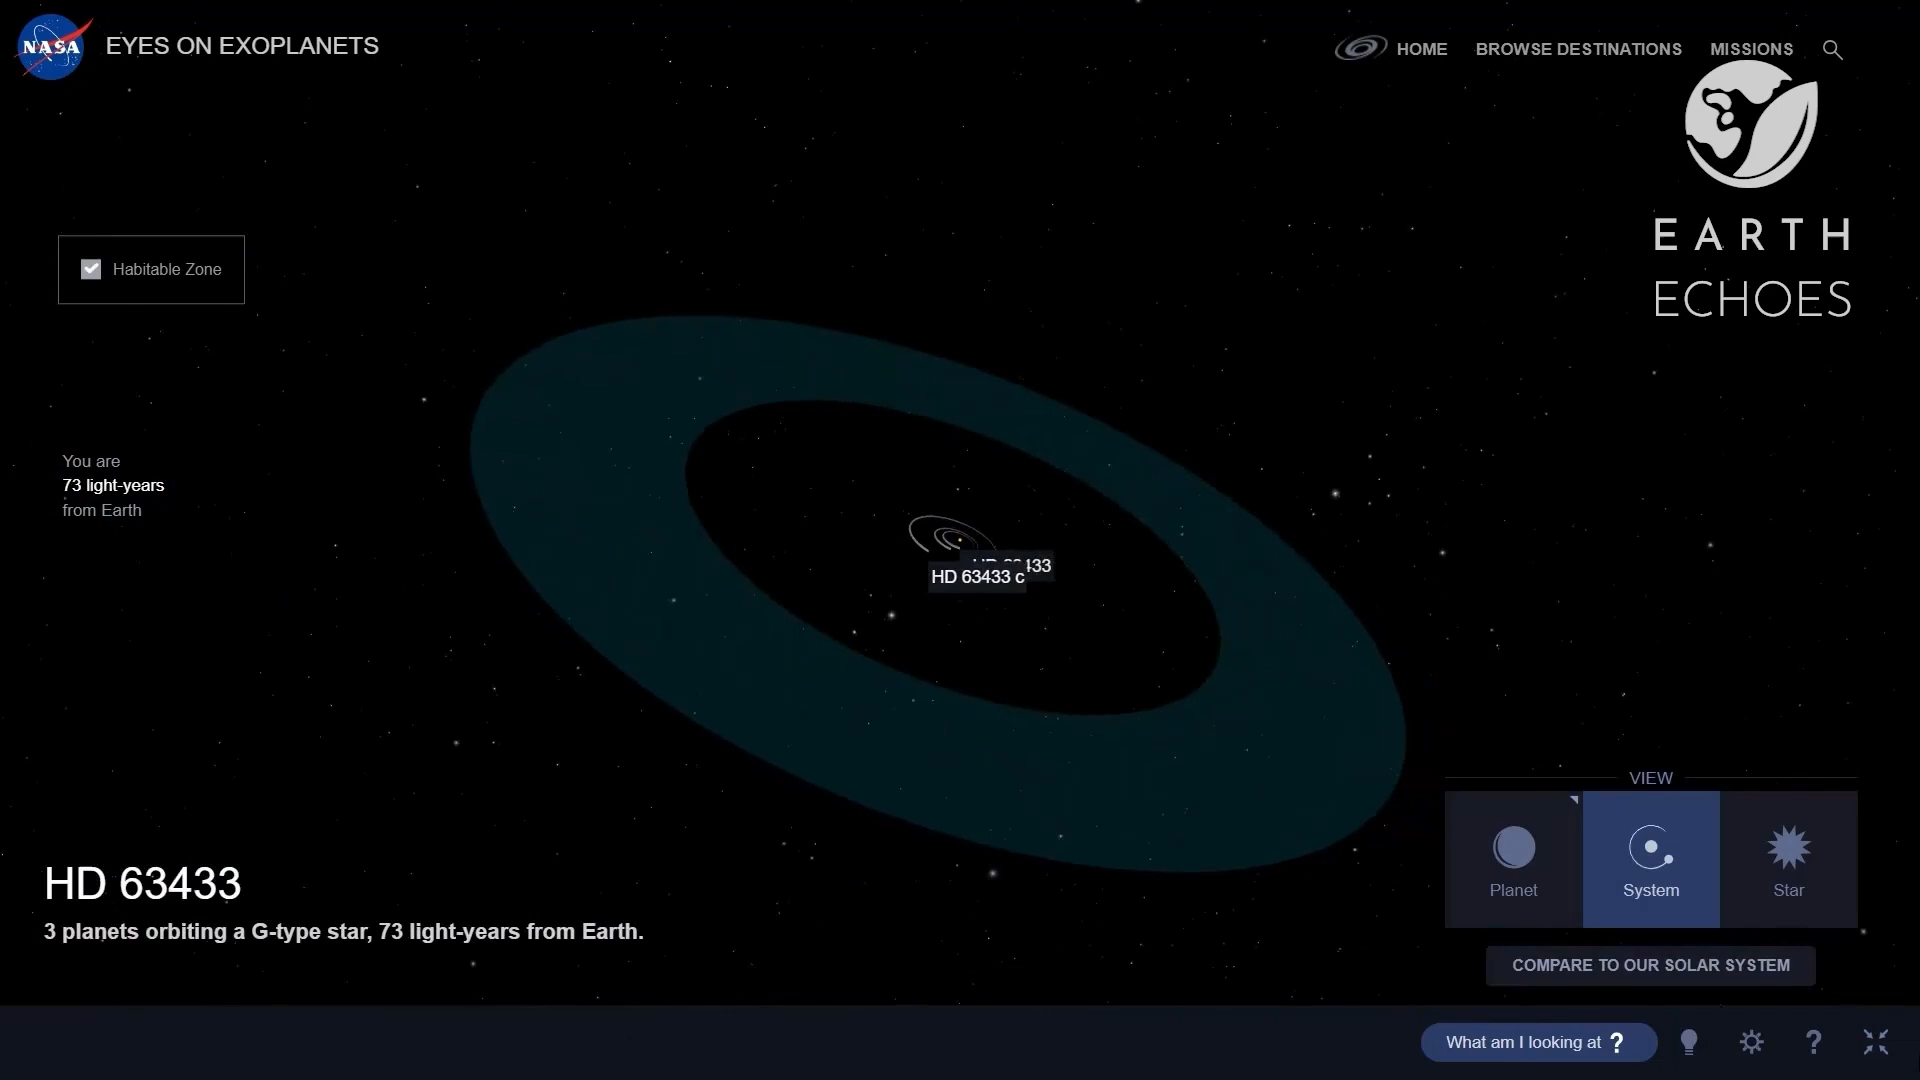 NASA
EYES ON EXOPLANETS
HOME
BROWSE DESTINATIONS
MISSIONS
EARTH
ECHOES
Habitable Zone
You are
73 light-years
from Earth
433
HD 63433 c
VIEW
Planet
System
Star
HD 63433
3 planets orbiting a G-type star, 73 light-years from Earth.
COMPARE TO OUR SOLAR SYSTEM
What am I looking at ?
?